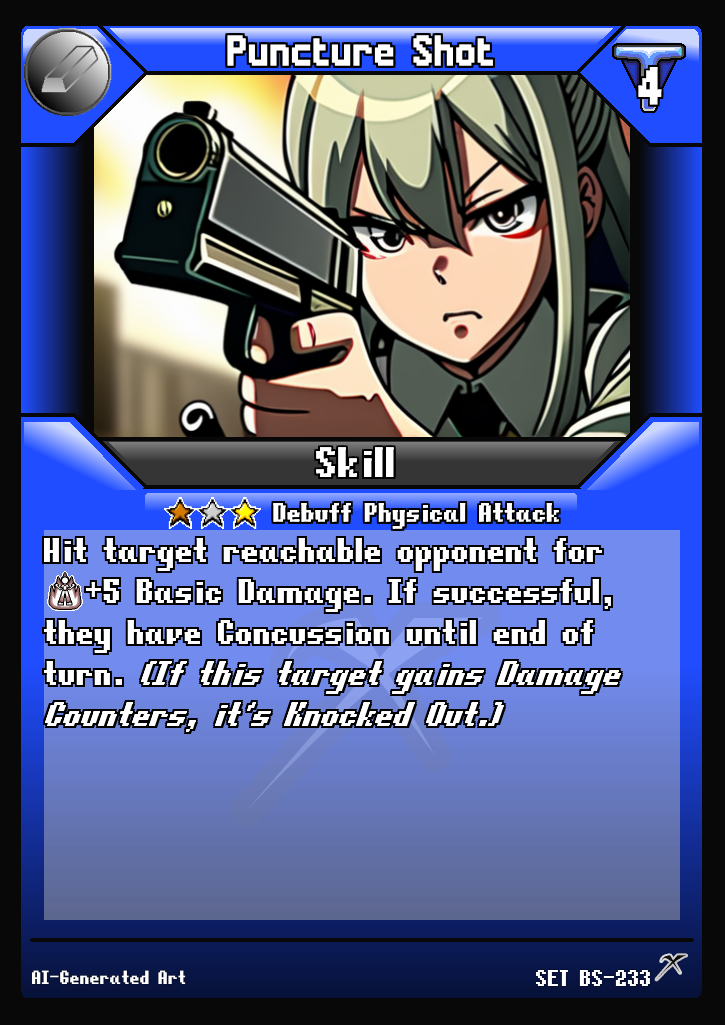 Puncture Shot
4
Skill
Debuff Physical Attack
Hit target reachable opponent for
+5 Basic Damage. If successful,
they have Concussion until end of
turn. (If this target gains Damage
Counters, it's Knocked Out.)
AI-Generated Art
SET BS-233